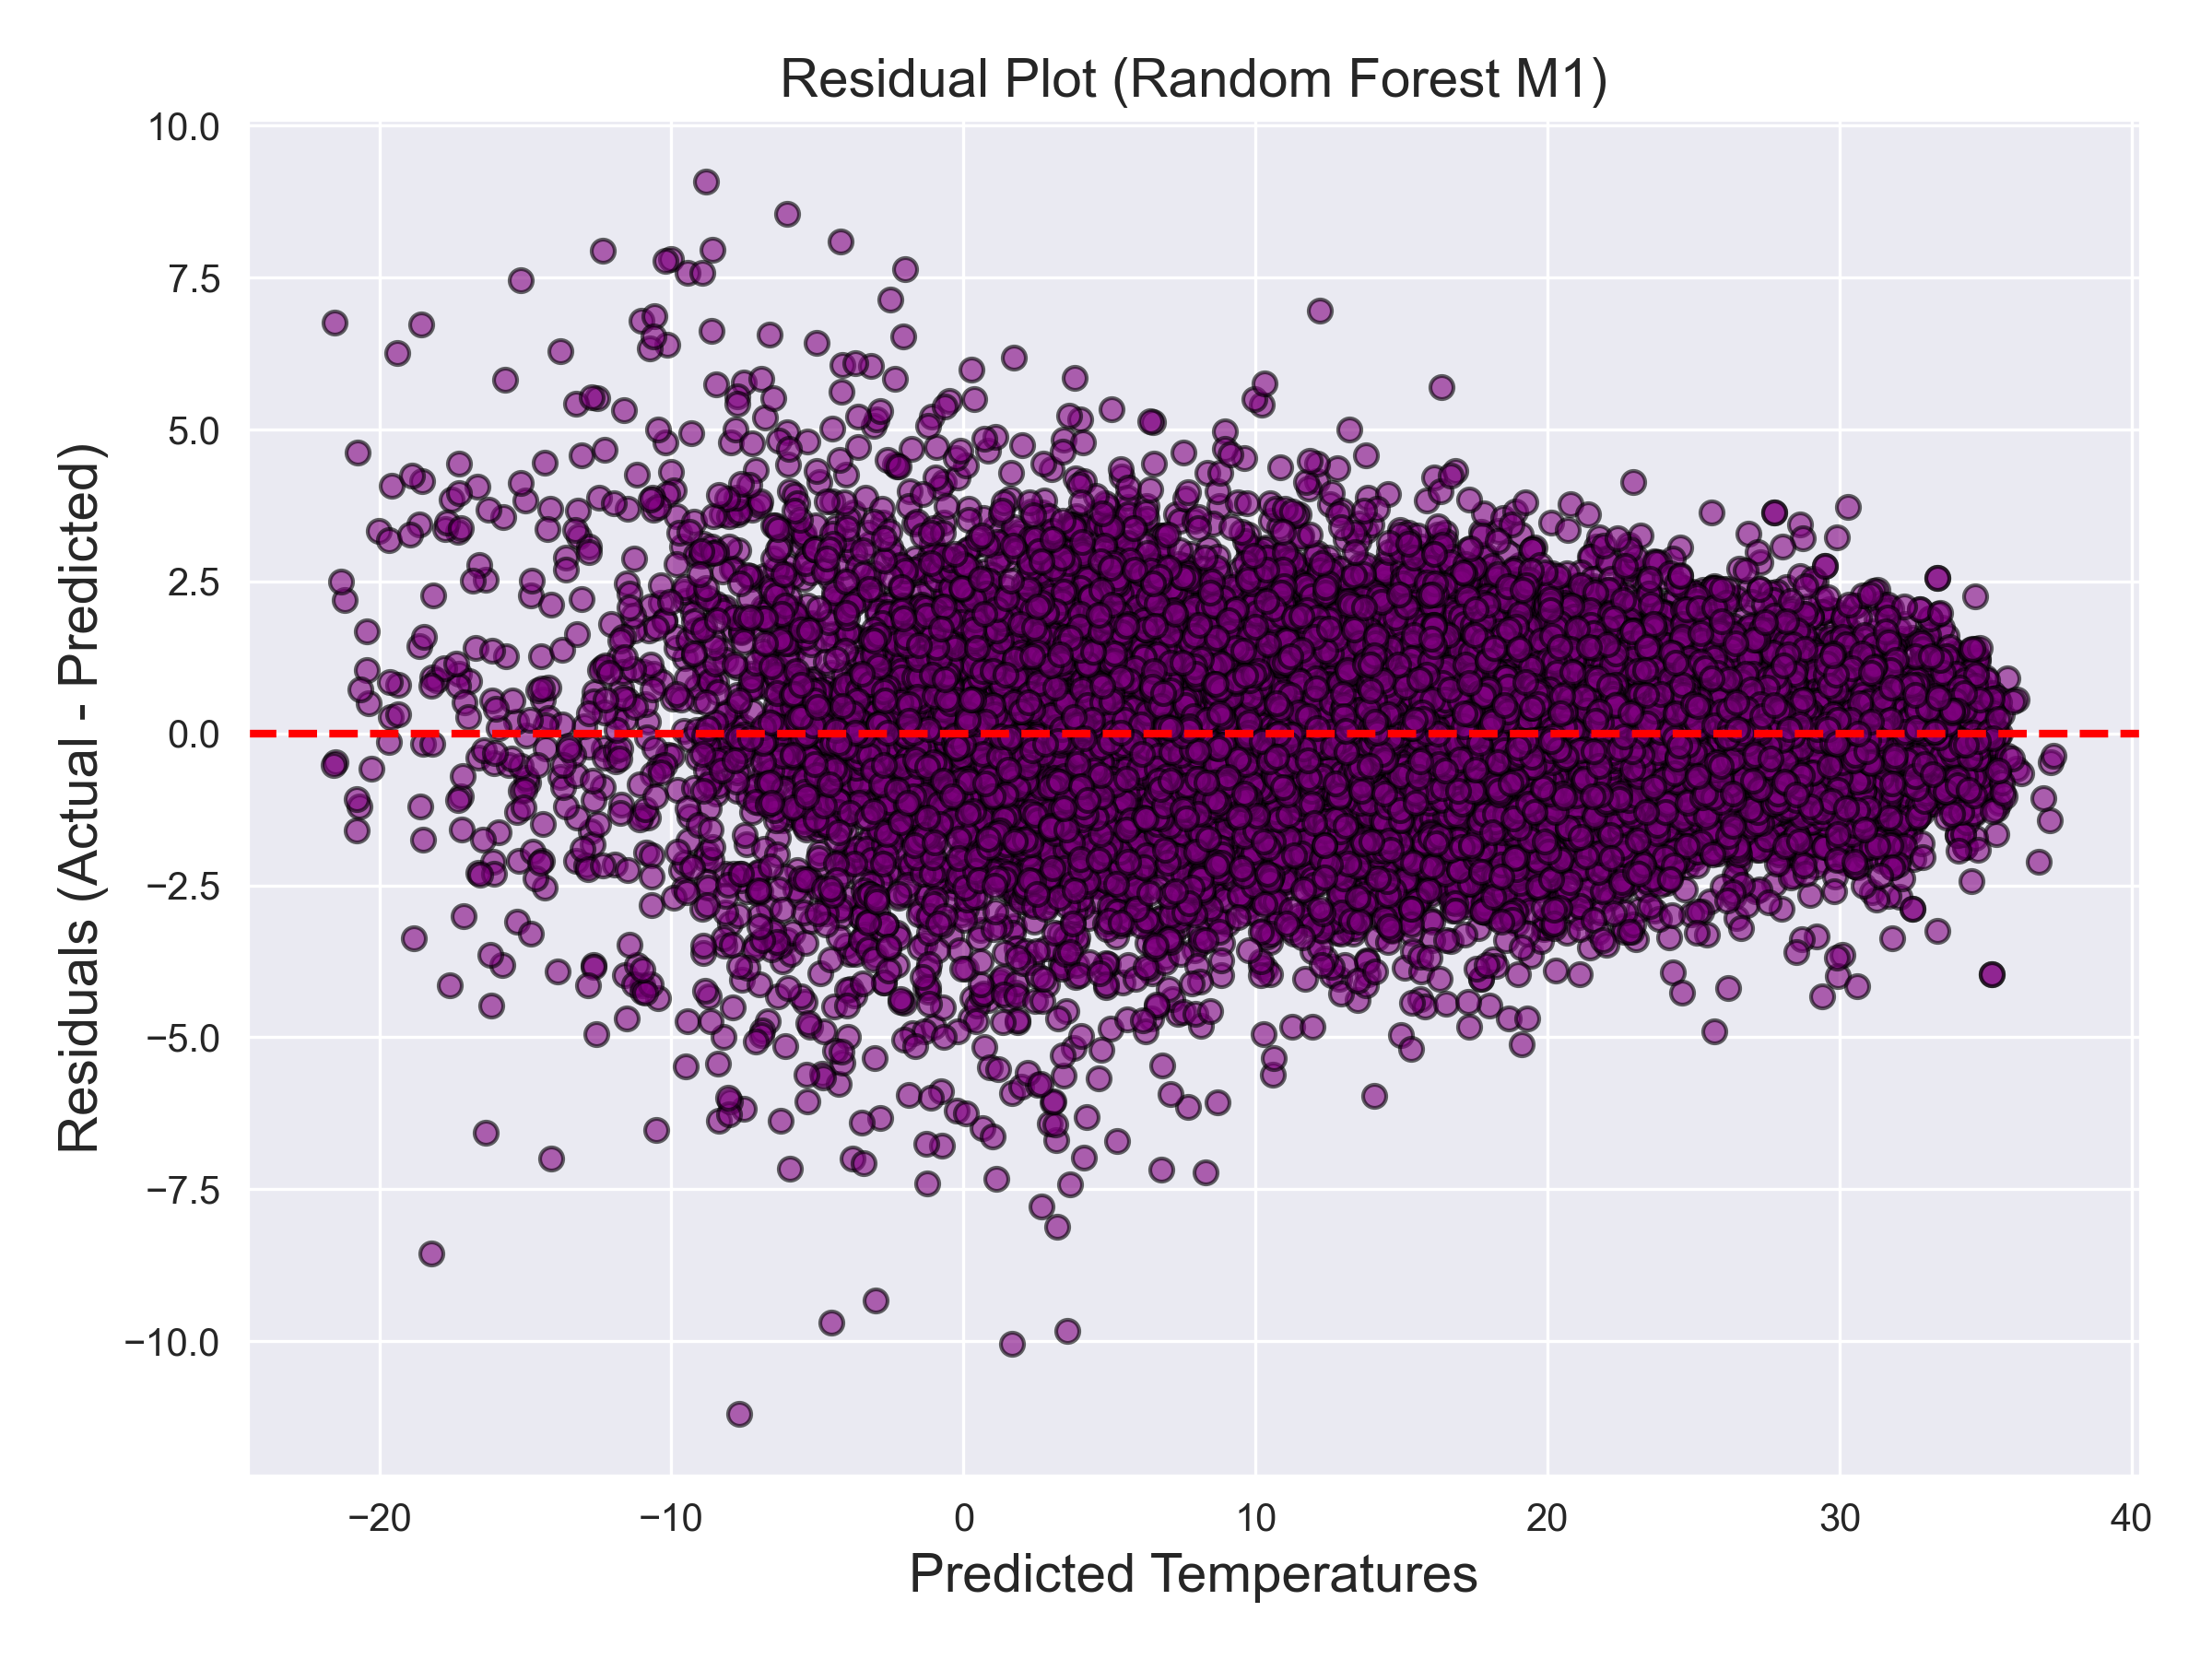 Residual Plot (Random Forest M1)
10.0
7.5
5.0
2.5
0.0
−2.5
−5.0
−7.5
−10.0
Residuals (Actual - Predicted)
−20 −10 0 10 20 30 40
Predicted Temperatures